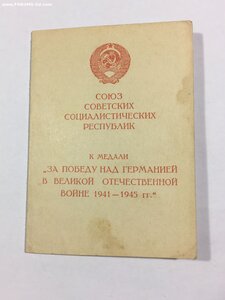 СОЮЗ
СОВЕТСКИХ
СОЦИАЛИСТИЧЕСКИХ
РЕСПУБЛИК
К МЕДАЛИ
„ЗА ПОБЕДУ НАД ГЕРМАНИЕЙ
В ВЕЛИКОЙ ОТЕЧЕСТВЕННОЙ
ВОЙНЕ 1941—1945 гг."